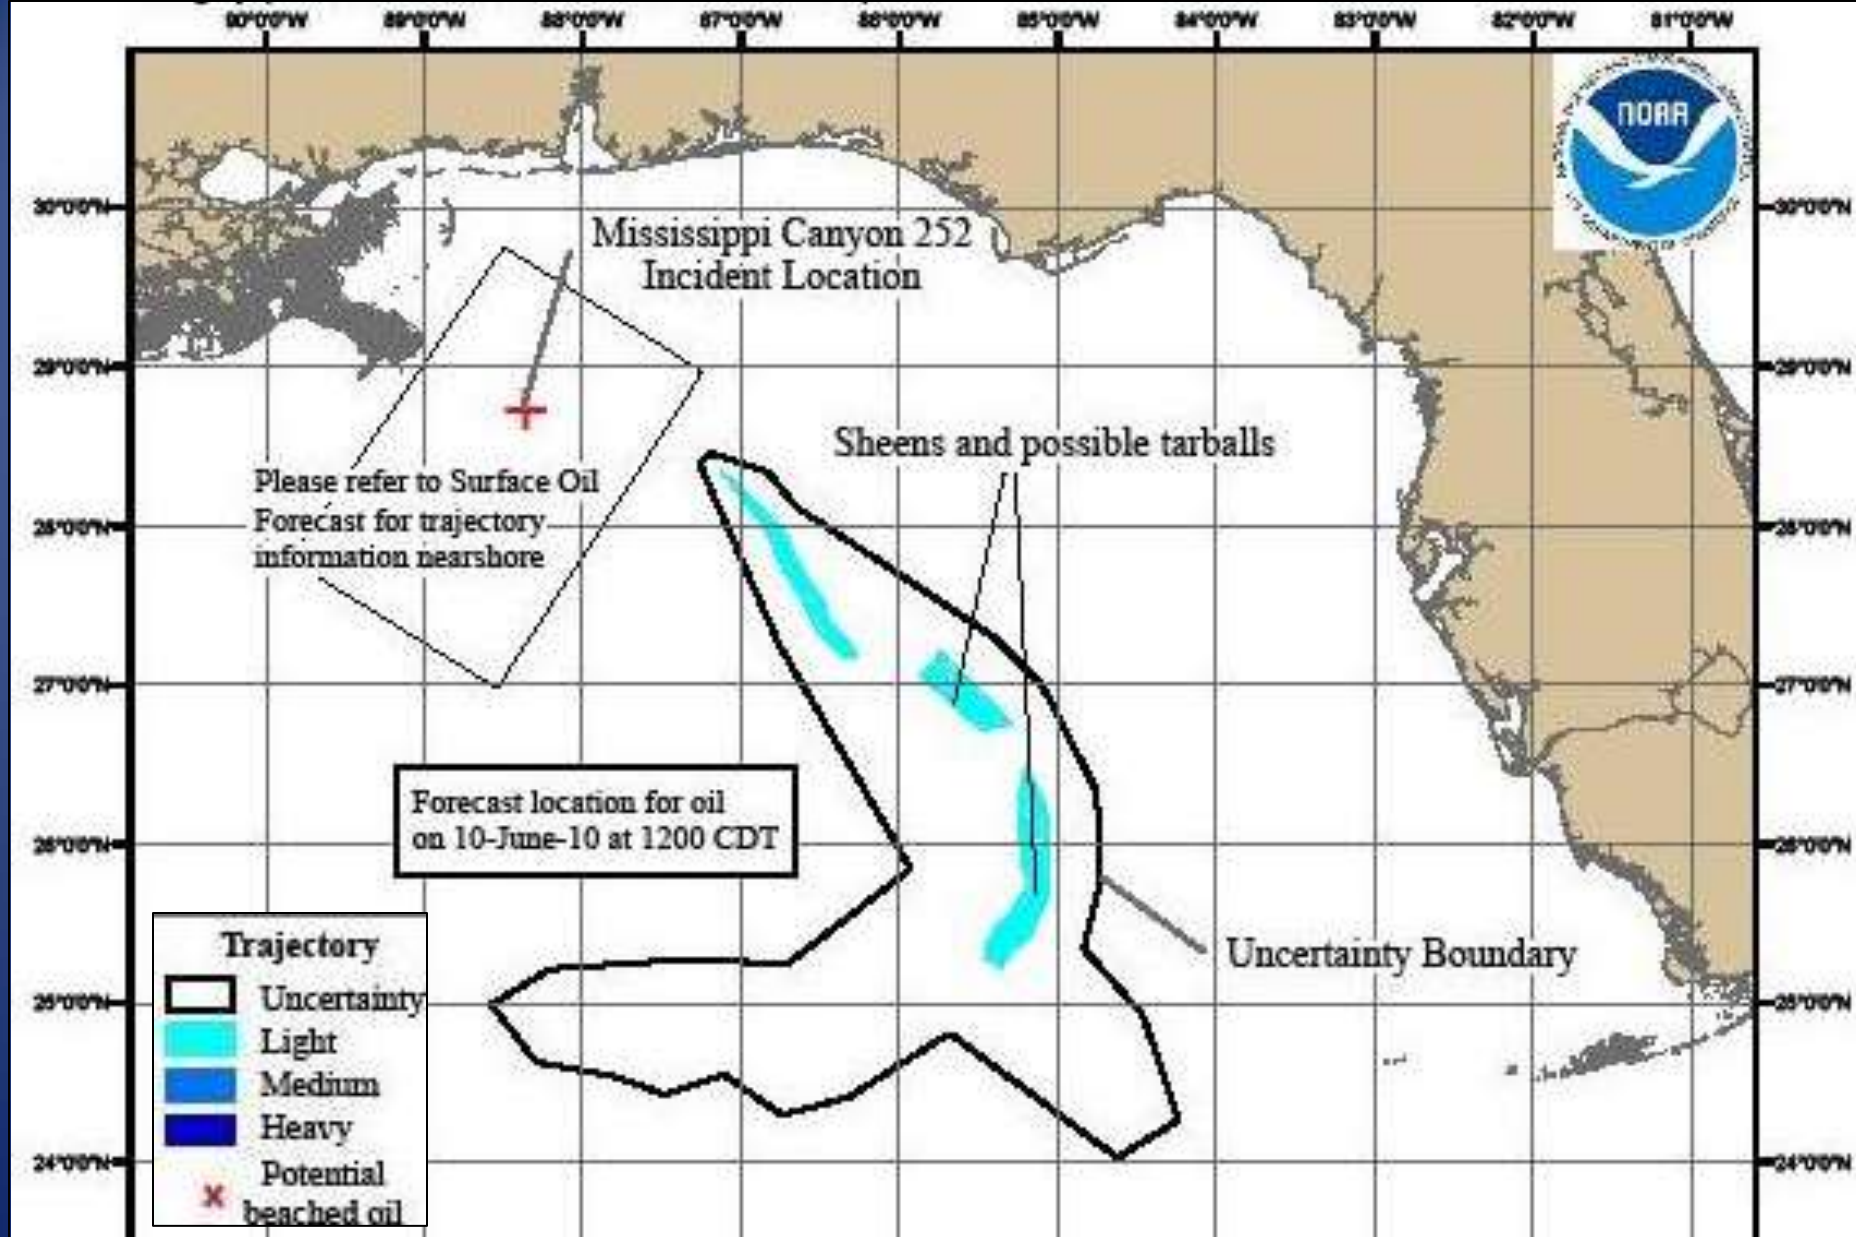 90°0'0"W 89°0'0"W 88°0'0"W 87°0'0"W 86°0'0"W 85°0'0"W 84°0'0"W 83°0'0"W 82°0'0"W 81°0'0"W
NOAA
30°0'0"N 30°0'0"N
Mississippi Canyon 252
Incident Location
29°0'0"N 29°0'0"N
Sheens and possible tarballs
Please refer to Surface Oil
Forecast for trajectory
information nearshore
28°0'0"N 28°0'0"N
27°0'0"N 27°0'0"N
Forecast location for oil
on 10-June-10 at 1200 CDT
26°0'0"N 26°0'0"N
Uncertainty Boundary
25°0'0"N 25°0'0"N
24°0'0"N 24°0'0"N
Trajectory
Uncertainty
Light
Medium
Heavy
Potential
beached oil